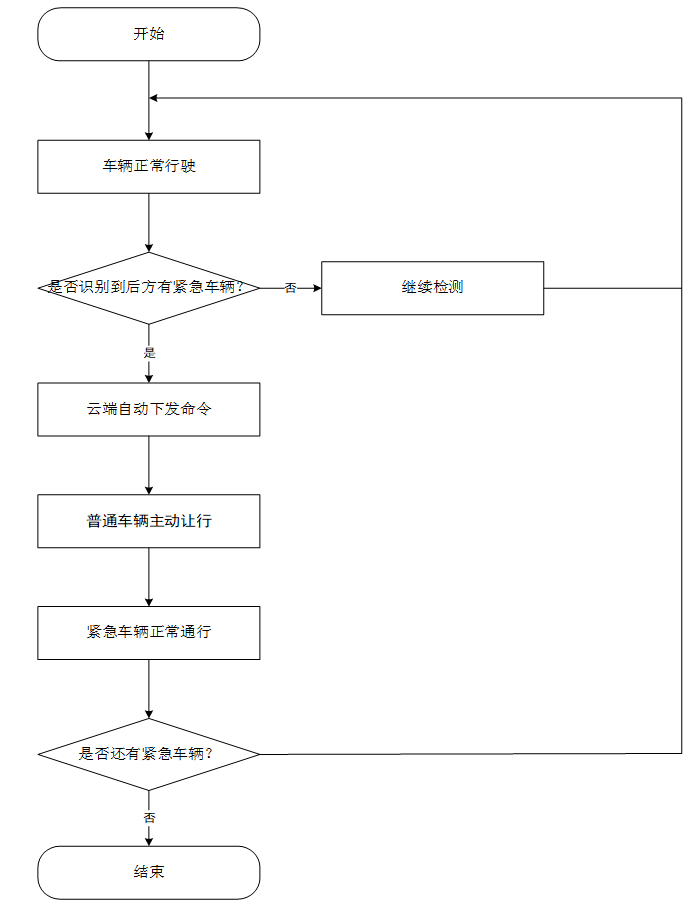 开始
车辆正常行驶
是否识别到后方有紧急车辆？
否
继续检测
是
云端自动下发命令
普通车辆主动让行
紧急车辆正常通行
是否还有紧急车辆？
否
结束